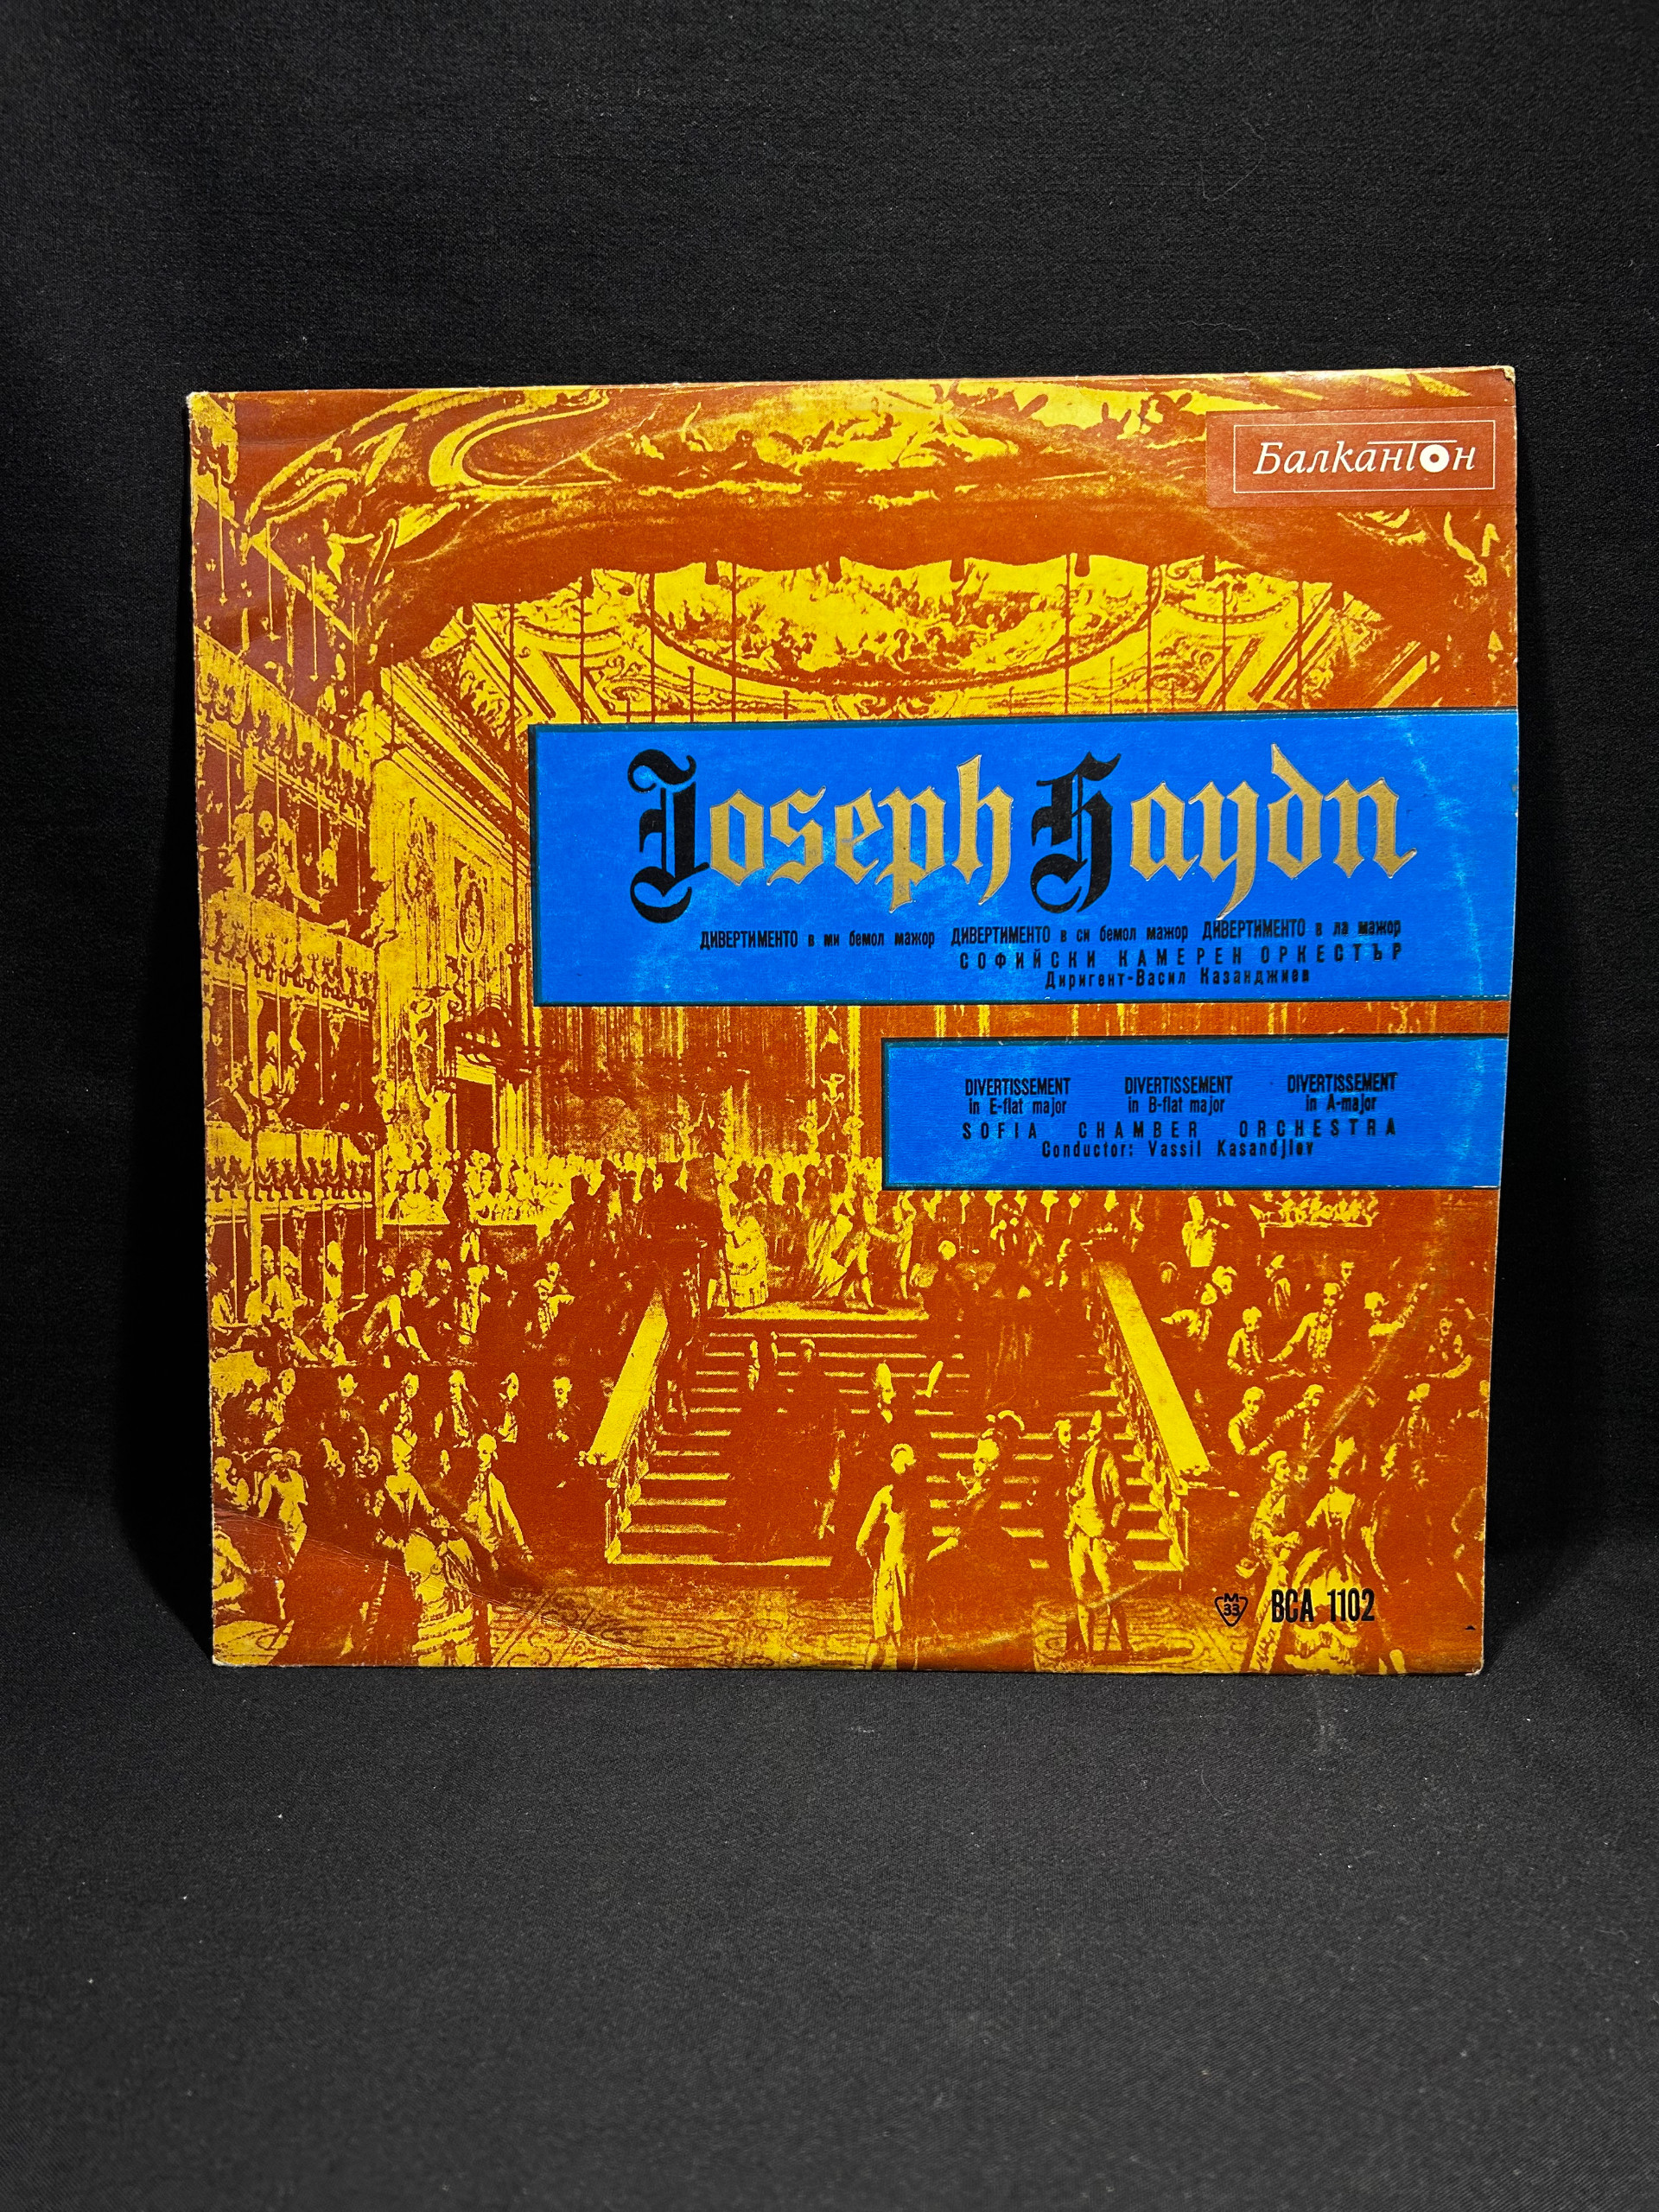 Балкантон
Joseph Haydn
ДИВЕРТИМЕНТО в ми бемол мажор ДИВЕРТИМЕНТО в си бемол мажор ДИВЕРТИМЕНТО в ла мажор
СОФИЙСКИ КАМЕРЕН ОРКЕСТЪР
Диригент-Васил Казанджиев
DIVERTISSEMENT DIVERTISSEMENT DIVERTISSEMENT
in E-flat major in B-flat major in A-major
SOFIA CHAMBER ORCHESTRA
Conductor: Vassil Kasandjiev
M
33 BCA 1102